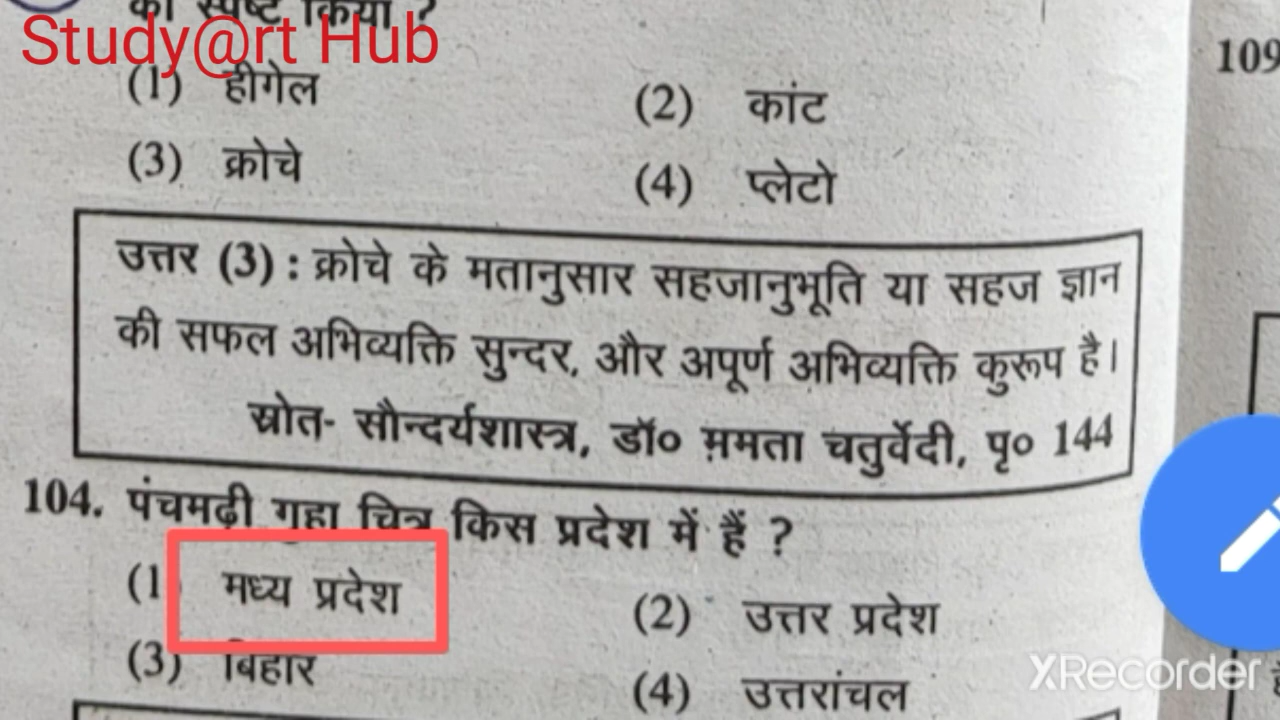 को स्पष्ट किया ?
Study@rt Hub
(1) हीगेल
(2) कांट
(3) क्रोचे
(4) प्लेटो
उत्तर (3) : क्रोचे के मतानुसार सहजानुभूति या सहज ज्ञान
की सफल अभिव्यक्ति सुन्दर, और अपूर्ण अभिव्यक्ति कुरूप है।
स्रोत- सौन्दर्यशास्त्र, डॉ० ममता चतुर्वेदी, पृ० 144
104. पंचमढ़ी गुहा चित्र किस प्रदेश में हैं ?
(1 मध्य प्रदेश
(2) उत्तर प्रदेश
(3) बिहार
(4) उत्तरांचल
109
XRecorder